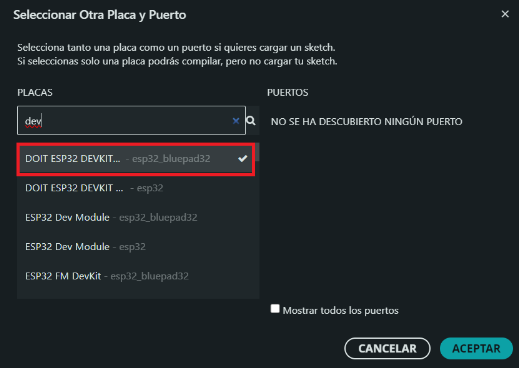 Seleccionar Otra Placa y Puerto
Selecciona tanto una placa como un puerto si quieres cargar un sketch.
Si seleccionas solo una placa podrás compilar, pero no cargar tu sketch.
PLACAS
PUERTOS
dev
NO SE HA DESCUBIERTO NINGÚN PUERTO
DOIT ESP32 DEVKIT... - esp32_bluepad32
DOIT ESP32 DEVKIT ... - esp32
ESP32 Dev Module - esp32_bluepad32
ESP32 Dev Module - esp32
ESP32 FM DevKit - esp32_bluepad32
Mostrar todos los puertos
CANCELAR
ACEPTAR